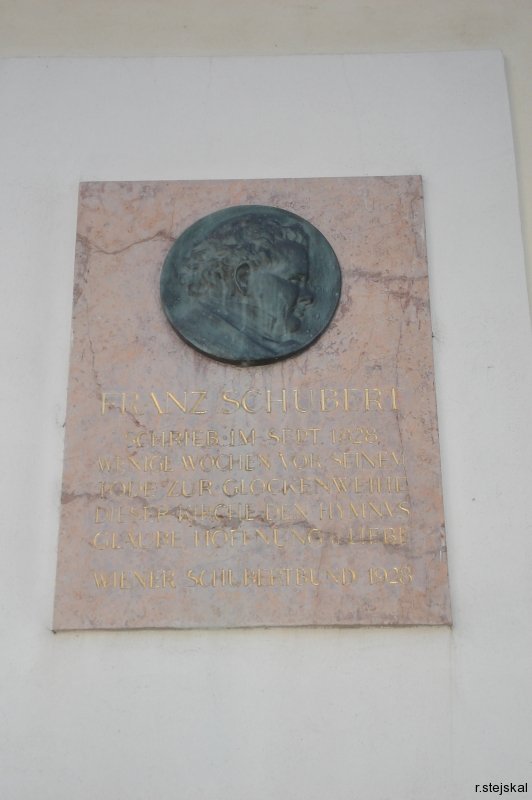 FRANZ SCHUBERT
SCHRIEB IM SEPT. 1828,
WENIGE WOCHEN VOR SEINEM
TODE ZUR GLOCKENWEIHE
DIESER KIRCHE DEN HYMNUS
GLAUBE, HOFFNUNG U. LIEBE
WIENER SCHUBERTBUND 1928
r.stejskal